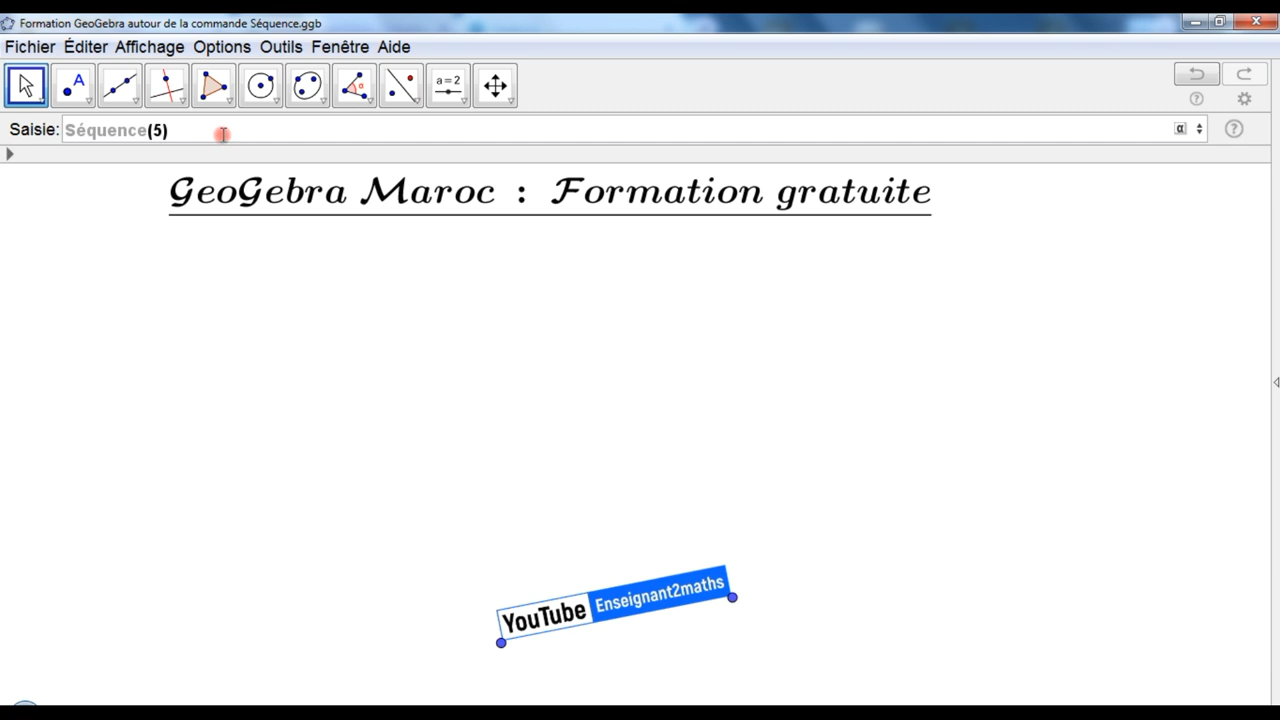 Formation GeoGebra autour de la commande Séquence.ggb
Fichier Éditer Affichage Options Outils Fenêtre Aide
A
α
a=2
Saisie: Séquence(5)
α
GeoGebra Maroc : Formation gratuite
YouTube Enseignant2maths